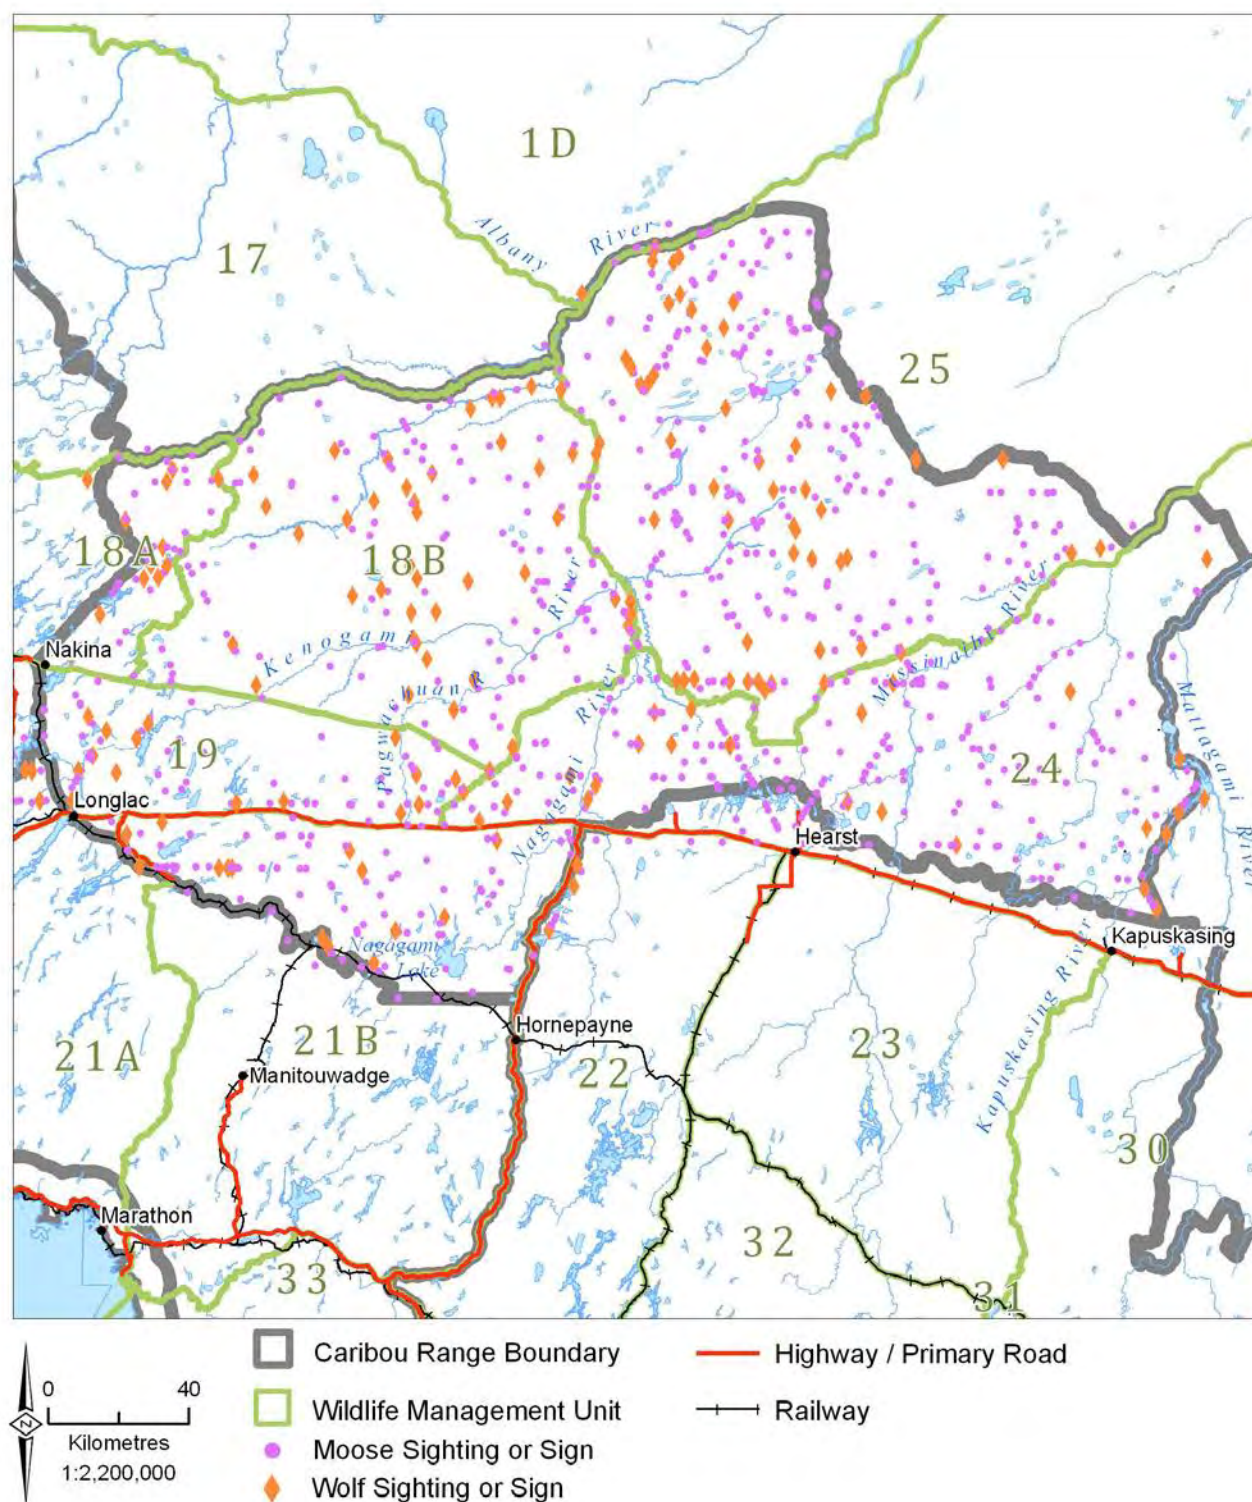 1D
Albany
River
17
25
18A
18B
River
Kenogami
Nakina
Missinaibi River
Pagwachuan R
River
Mattagami River
19
24
Nagagami
Longlac
Hearst
Nagagami
Lake
Kapuskasing
Kapuskasing River
Hornepayne
21A
21B
22
23
Manitouwadge
30
Marathon
32
33
31
Caribou Range Boundary
Highway / Primary Road
0 40
Wildlife Management Unit
Railway
Kilometres
Moose Sighting or Sign
1:2,200,000
Wolf Sighting or Sign
N